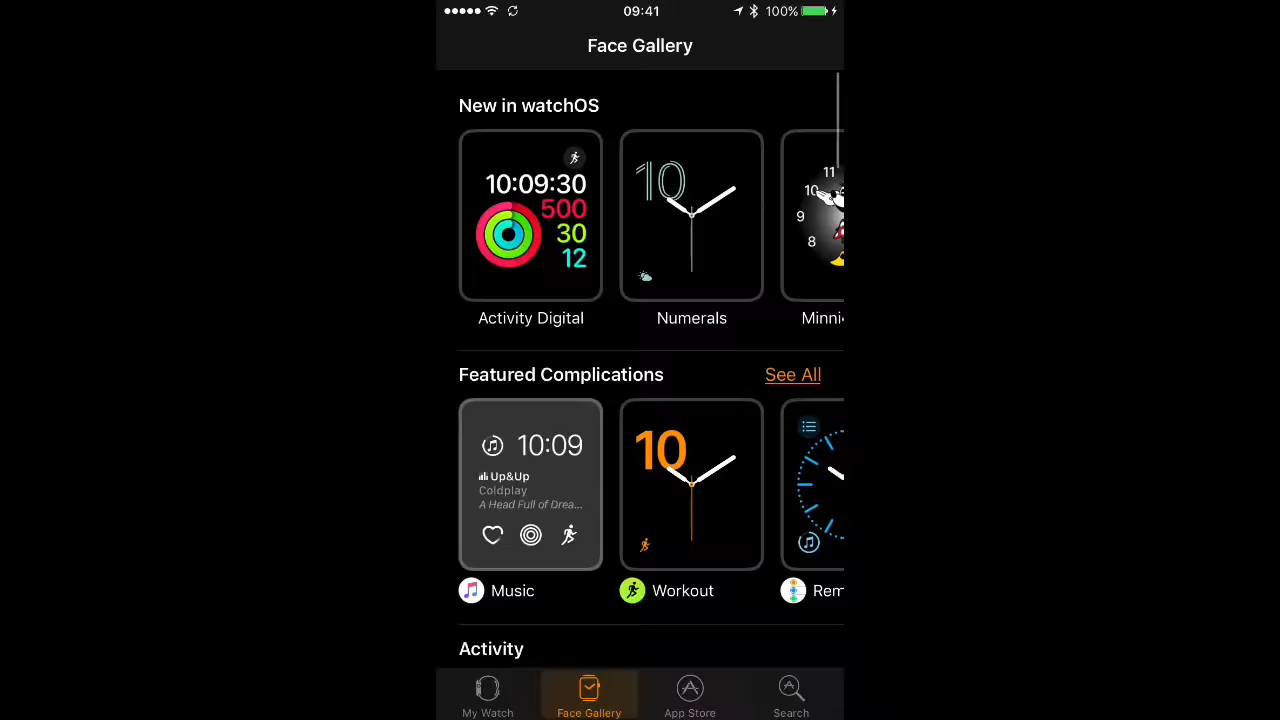 09:41
100%
Face Gallery
New in watchOS
10:09:30
500
30
12
10
11
10
9
8
Activity Digital
Numerals
Minni
Featured Complications
See All
10:09
Up&Up
Coldplay
A Head Full of Drea...
10
Music
Workout
Rem
Activity
My Watch
Face Gallery
App Store
Search